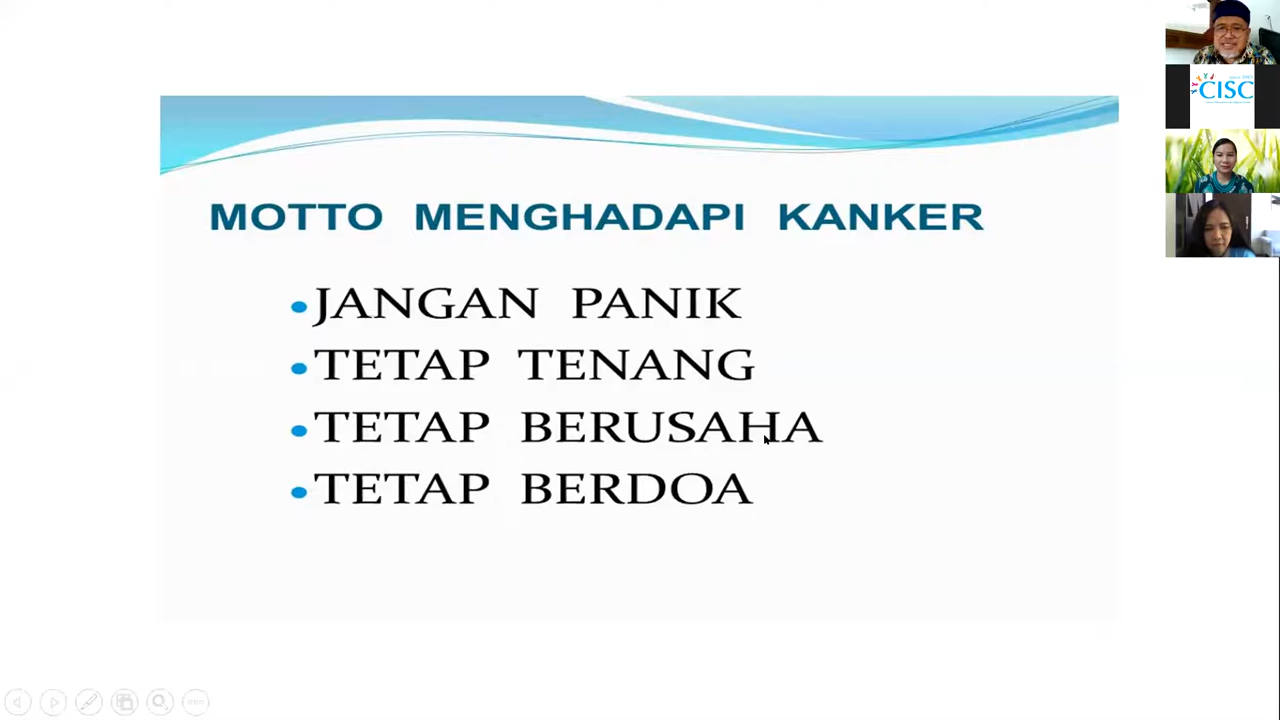 MOTTO MENGHADAPI KANKER
JANGAN PANIK
TETAP TENANG
TETAP BERUSAHA
TETAP BERDOA
CISC